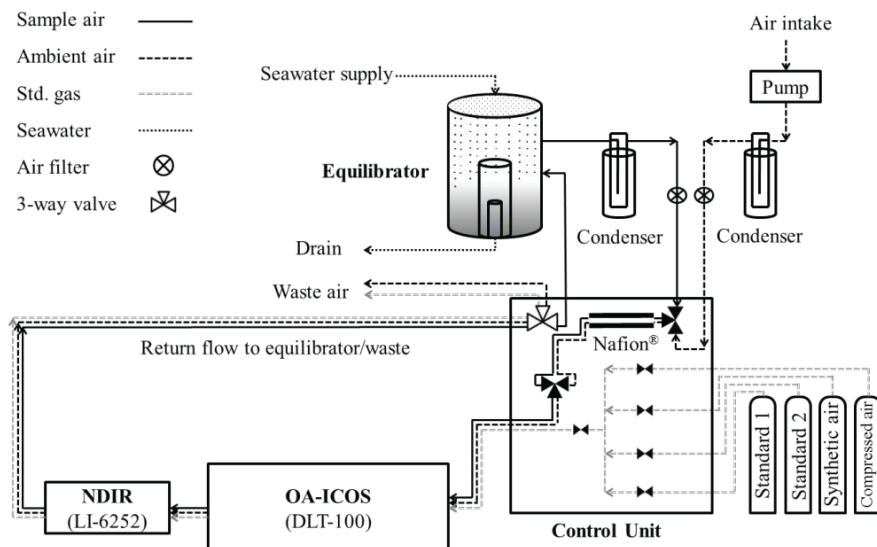 Sample air
Ambient air
Std. gas
Seawater
Air filter
3-way valve
Air intake
Pump
Seawater supply
Equilibrator
Condenser
Condenser
Drain
Waste air
Return flow to equilibrator/waste
Nafion®
Standard 1
Standard 2
Synthetic air
Compressed air
NDIR
(LI-6252)
OA-ICOS
(DLT-100)
Control Unit